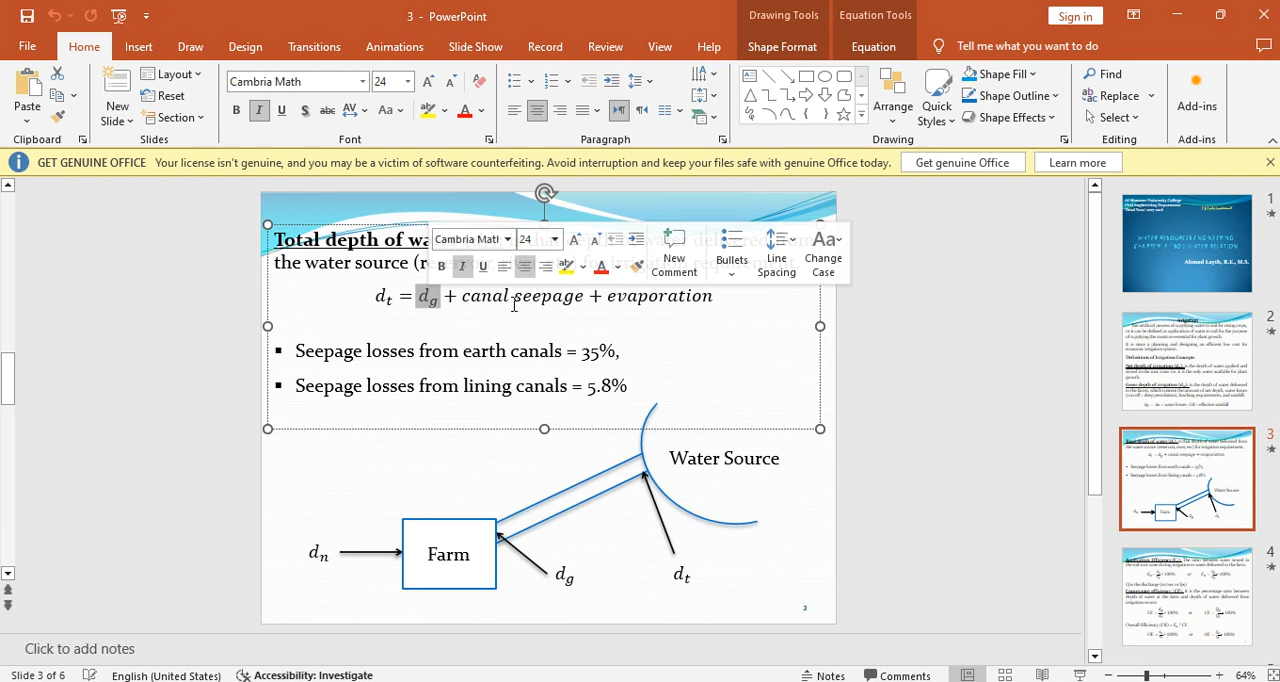 3 - PowerPoint
Drawing Tools
Equation Tools
Sign in
File
Home
Insert
Draw
Design
Transitions
Animations
Slide Show
Record
Review
View
Help
Shape Format
Equation
Tell me what you want to do
Paste
Clipboard
New
Slide
Layout
Reset
Section
Slides
Cambria Math
24
Font
Paragraph
Arrange
Quick
Styles
Shape Fill
Shape Outline
Shape Effects
Drawing
Find
Replace
Select
Editing
Add-ins
Add-ins
GET GENUINE OFFICE Your license isn't genuine, and you may be a victim of software counterfeiting. Avoid interruption and keep your files safe with genuine Office today.
Get genuine Office
Learn more
Cambria Math
24
New
Comment
Bullets
Line
Spacing
Change
Case
Total depth of wa
the water source (r
d_t = d_g + canal seepage + evaporation
▪ Seepage losses from earth canals = 35%,
▪ Seepage losses from lining canals = 5.8%
Water Source
Farm
d_n
d_g
d_t
3
1
2
3
4
Click to add notes
Slide 3 of 6
English (United States)
Accessibility: Investigate
Notes
Comments
64%